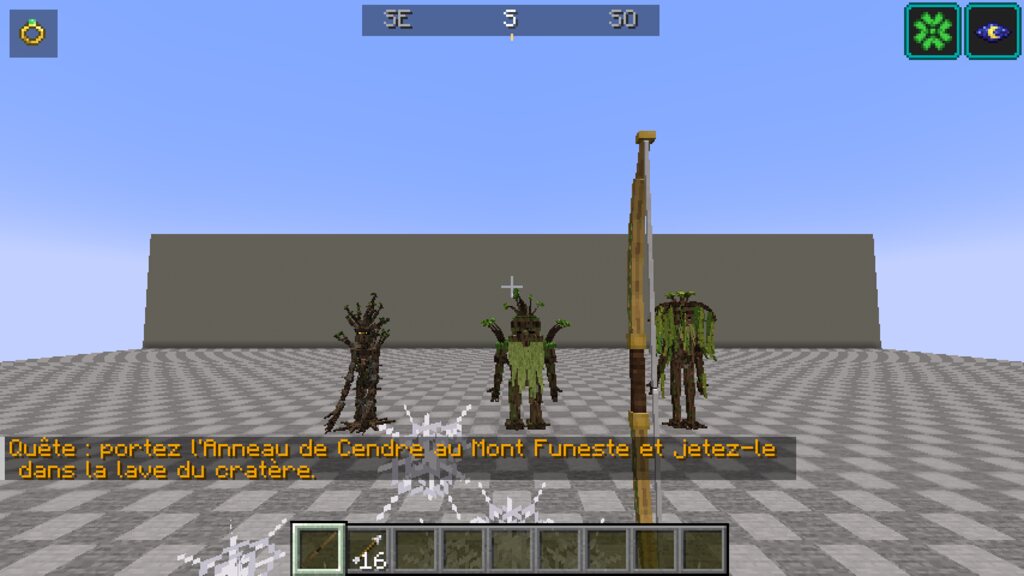 SE S SO
Quête : portez l'Anneau de Cendre au Mont Funeste et jetez-le
dans la lave du cratère.
16